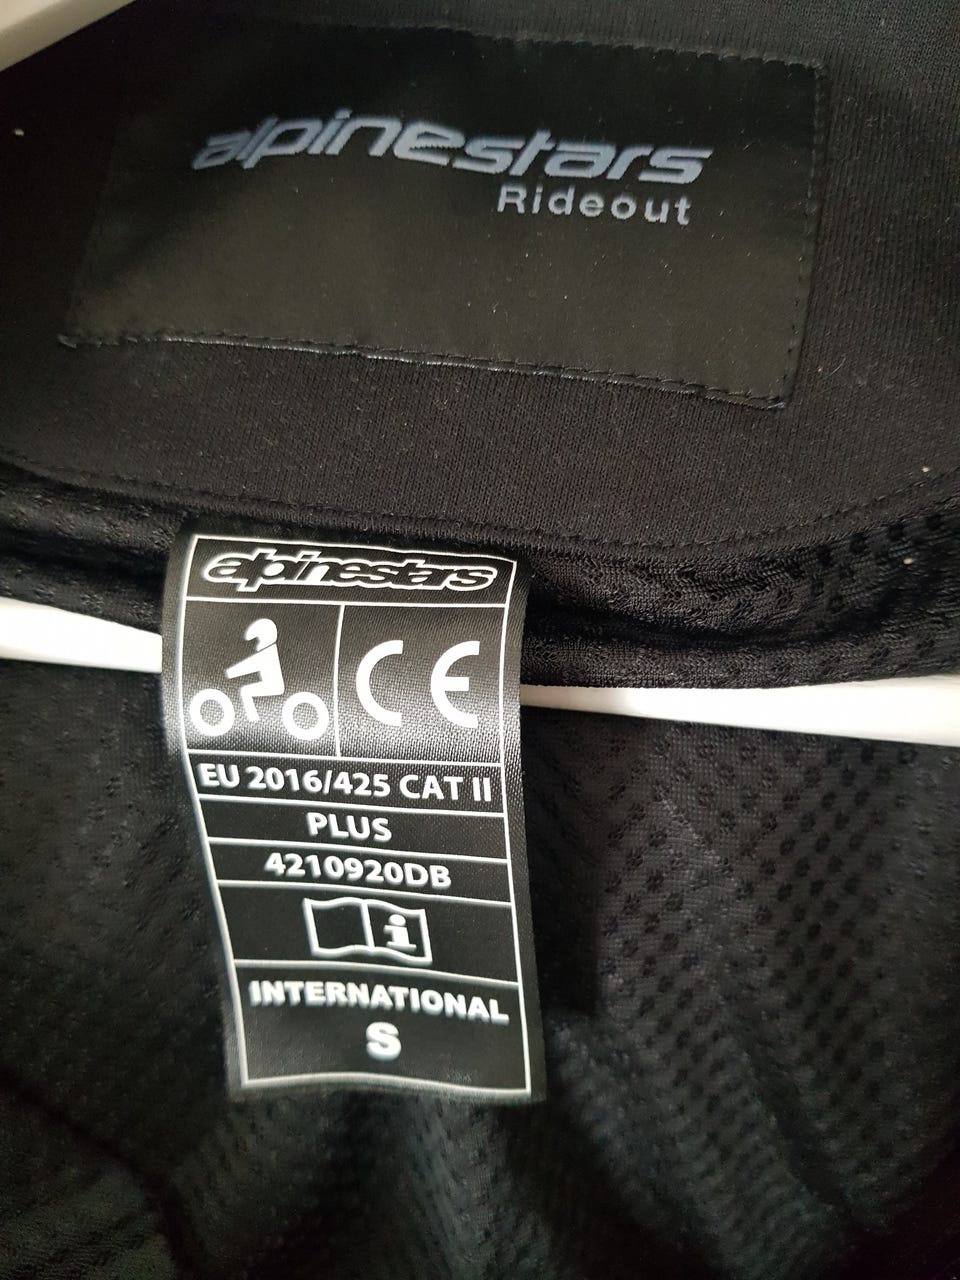 alpinestars
Rideout
alpinestars
CE
EU 2016/425 CAT II
PLUS
4210920DB
i
INTERNATIONAL
S